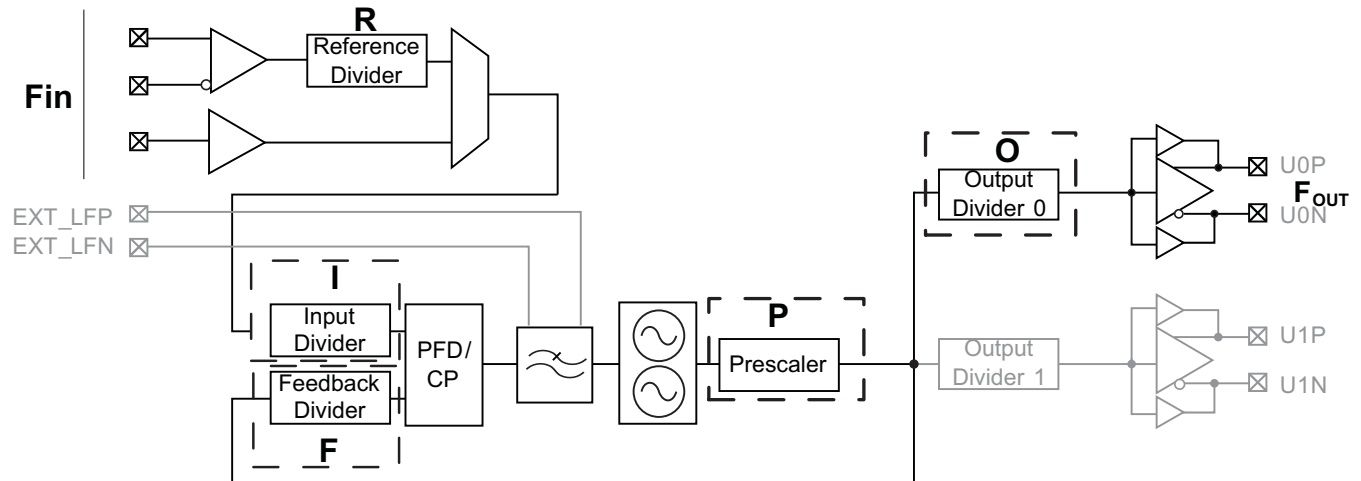 R
Reference
Divider
Fin
EXT_LFP
EXT_LFN
O
Output
Divider 0
U0P
FOUT
U0N
I
Input
Divider
PFD/
CP
Feedback
Divider
F
P
Prescaler
Output
Divider 1
U1P
U1N